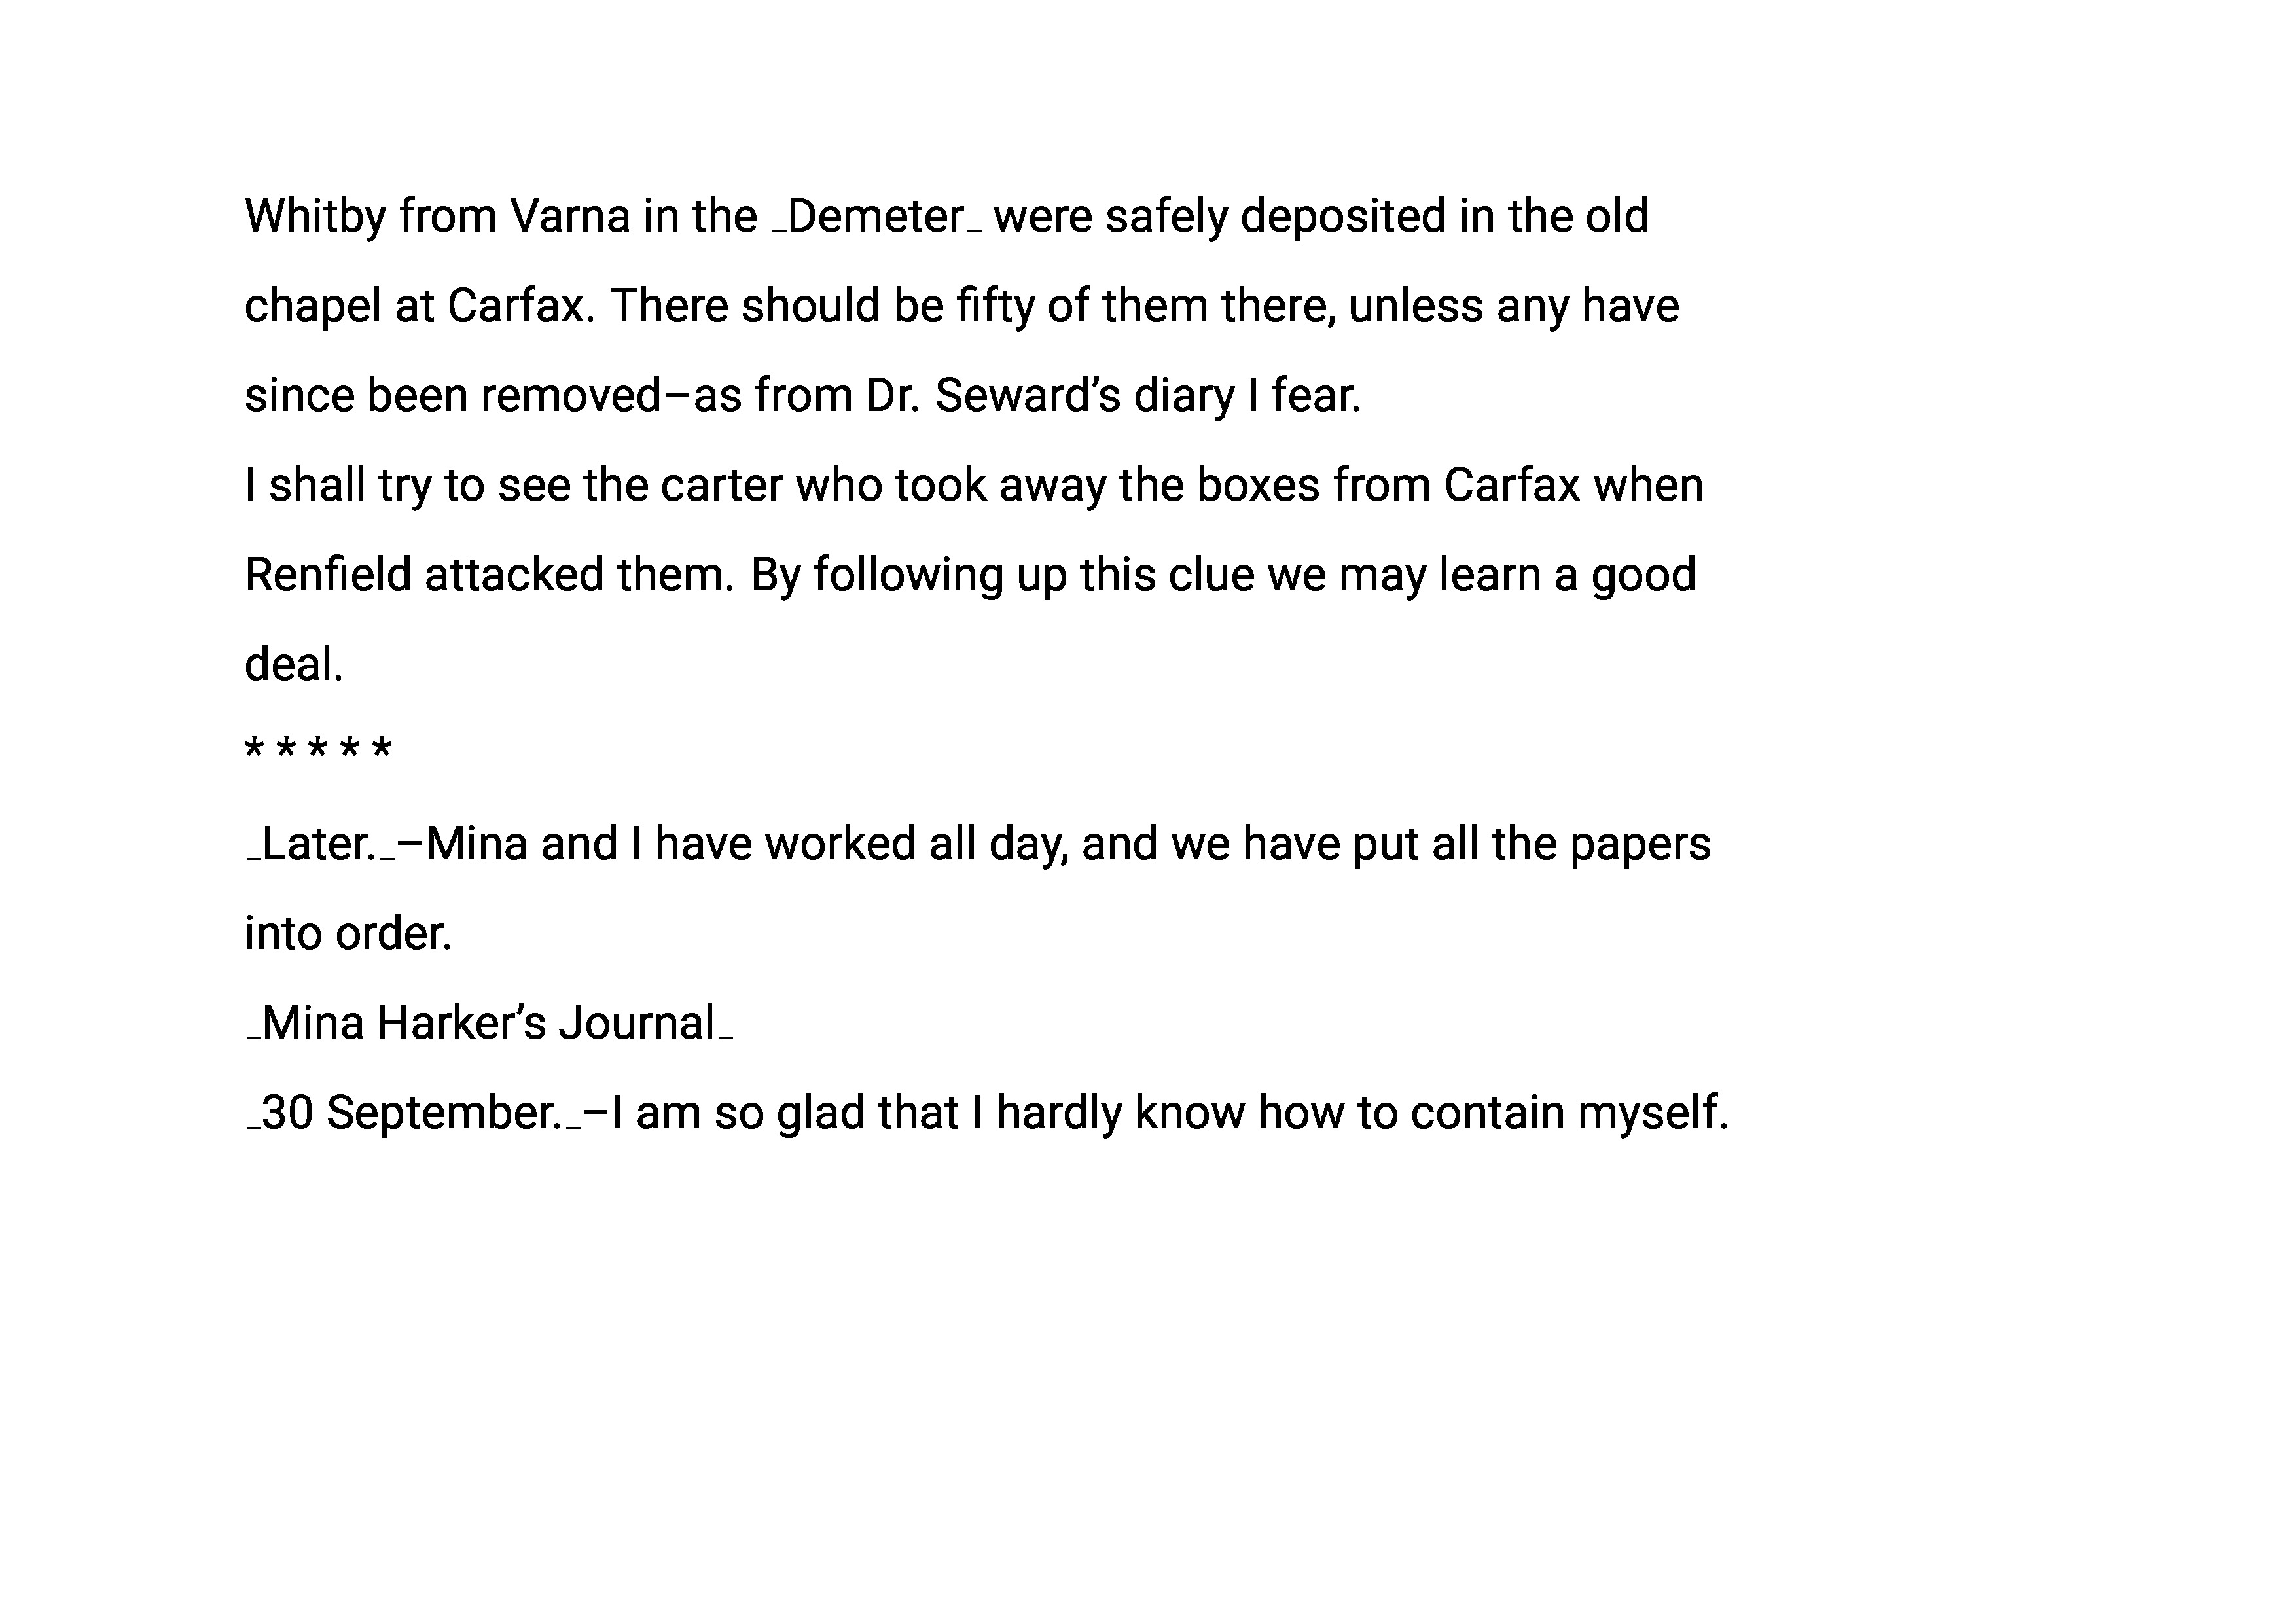 Whitby from Varna in the _Demeter_ were safely deposited in the old
chapel at Carfax. There should be fifty of them there, unless any have
since been removed–as from Dr. Seward’s diary I fear.
I shall try to see the carter who took away the boxes from Carfax when
Renfield attacked them. By following up this clue we may learn a good
deal.
* * * * *
_Later._–Mina and I have worked all day, and we have put all the papers
into order.
_Mina Harker’s Journal_
_30 September._–I am so glad that I hardly know how to contain myself.